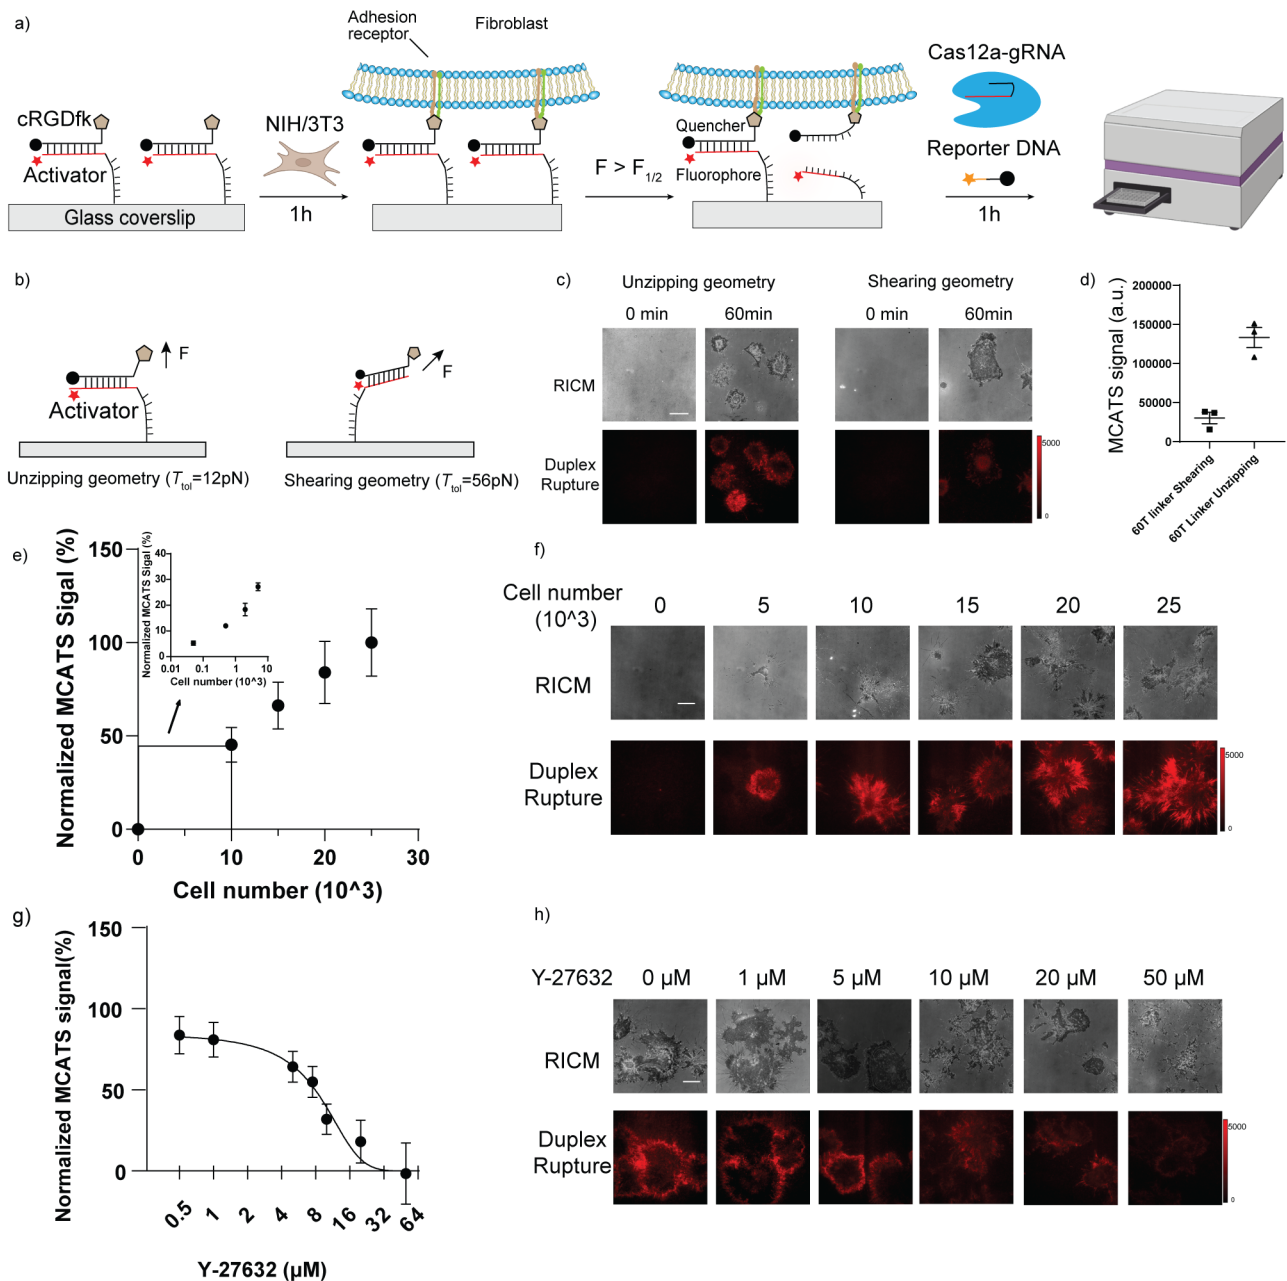 a)
Adhesion
receptor
Fibroblast
Cas12a-gRNA
cRGDfk
NIH/3T3
Quencher
Activator
F > F1/2
Fluorophore
Reporter DNA
1h
1h
Glass coverslip
b)
F
Activator
F
Unzipping geometry (Ttol=12pN)
Shearing geometry (Ttol=56pN)
c)
Unzipping geometry
Shearing geometry
0 min
60min
0 min
60min
RICM
Duplex
Rupture
5000
0
d)
MCATS signal (a.u.)
200000
150000
100000
50000
0
60T linker Shearing
60T Linker Unzipping
e)
Normalized MCATS Sigal (%)
150
100
50
0
0
10
20
30
Cell number (10^3)
Normalized MCATS Sigal (%)
40
30
20
10
0
0.01
0.1
1
10
Cell number (10^3)
f)
Cell number
(10^3)
0
5
10
15
20
25
RICM
Duplex
Rupture
5000
0
g)
Normalized MCATS signal(%)
150
100
50
0
0.5
1
2
4
8
16
32
64
Y-27632 (µM)
h)
Y-27632
0 µM
1 µM
5 µM
10 µM
20 µM
50 µM
RICM
Duplex
Rupture
5000
0